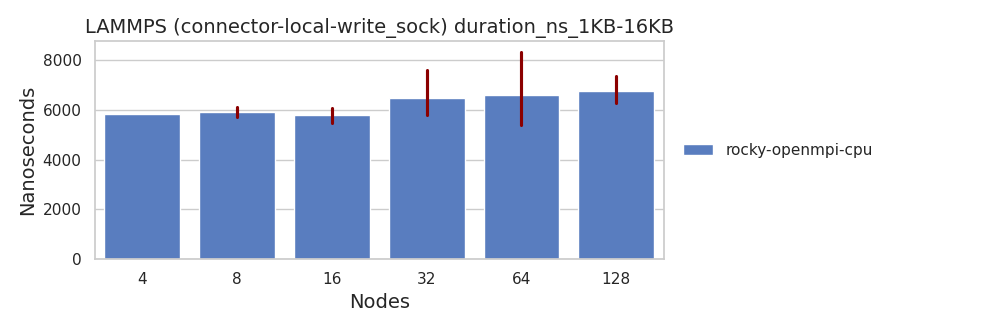 LAMMPS (connector-local-write_sock) duration_ns_1KB-16KB
Nanoseconds
8000
6000
4000
2000
0
4 8 16 32 64 128
Nodes
rocky-openmpi-cpu